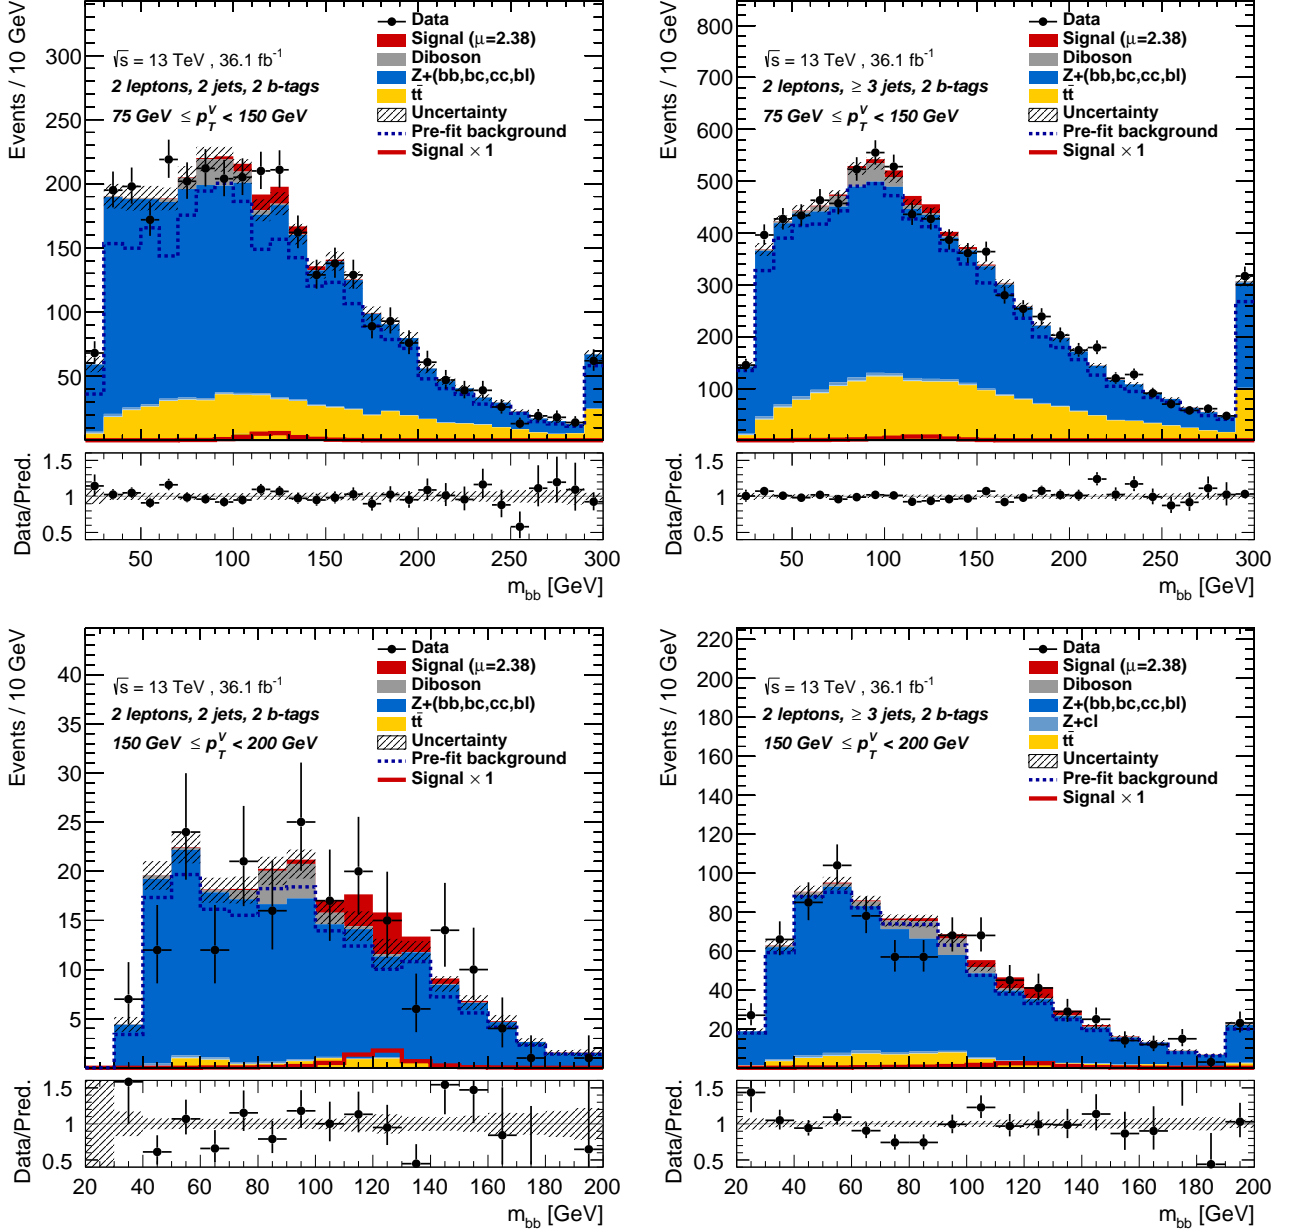 Events / 10 GeV
350
300
250
200
150
100
50
√s = 13 TeV , 36.1 fb⁻¹
2 leptons, 2 jets, 2 b-tags
75 GeV ≤ p_T^V < 150 GeV
Data
Signal (μ=2.38)
Diboson
Z+(bb,bc,cc,bl)
tt̄
Uncertainty
Pre-fit background
Signal × 1
Data/Pred.
1.5
1
0.5
50 100 150 200 250 300
m_bb [GeV]
Events / 10 GeV
800
700
600
500
400
300
200
100
√s = 13 TeV , 36.1 fb⁻¹
2 leptons, ≥ 3 jets, 2 b-tags
75 GeV ≤ p_T^V < 150 GeV
Data
Signal (μ=2.38)
Diboson
Z+(bb,bc,cc,bl)
tt̄
Uncertainty
Pre-fit background
Signal × 1
Data/Pred.
1.5
1
0.5
50 100 150 200 250 300
m_bb [GeV]
Events / 10 GeV
40
35
30
25
20
15
10
5
√s = 13 TeV , 36.1 fb⁻¹
2 leptons, 2 jets, 2 b-tags
150 GeV ≤ p_T^V < 200 GeV
Data
Signal (μ=2.38)
Diboson
Z+(bb,bc,cc,bl)
tt̄
Uncertainty
Pre-fit background
Signal × 1
Data/Pred.
1.5
1
0.5
20 40 60 80 100 120 140 160 180 200
m_bb [GeV]
Events / 10 GeV
220
200
180
160
140
120
100
80
60
40
20
√s = 13 TeV , 36.1 fb⁻¹
2 leptons, ≥ 3 jets, 2 b-tags
150 GeV ≤ p_T^V < 200 GeV
Data
Signal (μ=2.38)
Diboson
Z+(bb,bc,cc,bl)
Z+cl
tt̄
Uncertainty
Pre-fit background
Signal × 1
Data/Pred.
1.5
1
0.5
20 40 60 80 100 120 140 160 180 200
m_bb [GeV]